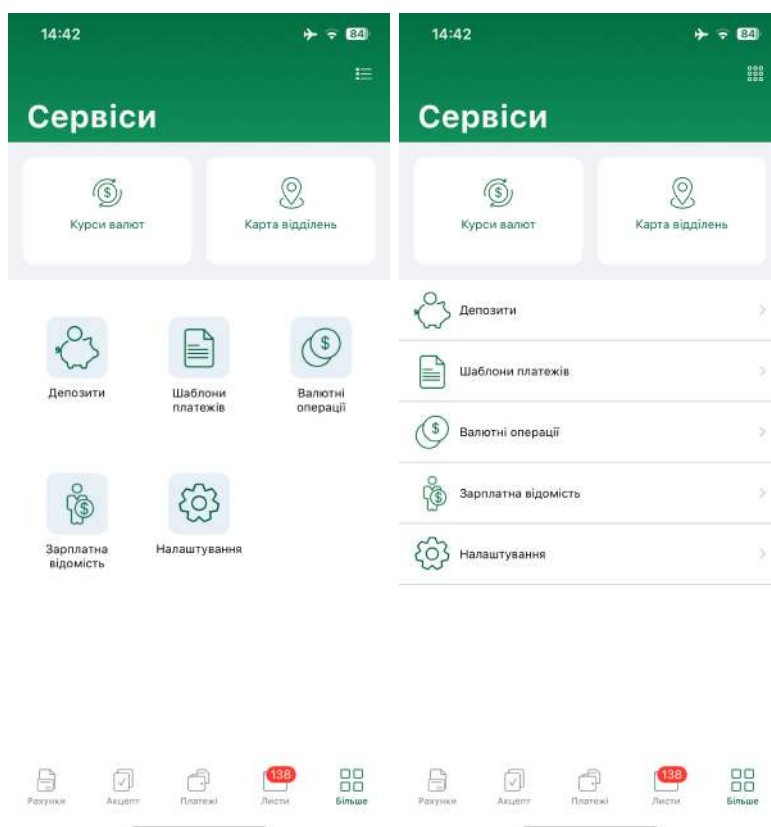 14:42
84
Сервіси
Курси валют
Карта відділень
Депозити
Шаблони
платежів
Валютні
операції
Зарплатна
відомість
Налаштування
Рахунки
Акцепт
Платежі
138
Листи
Більше
14:42
84
Сервіси
Курси валют
Карта відділень
Депозити
Шаблони платежів
Валютні операції
Зарплатна відомість
Налаштування
Рахунки
Акцепт
Платежі
138
Листи
Більше